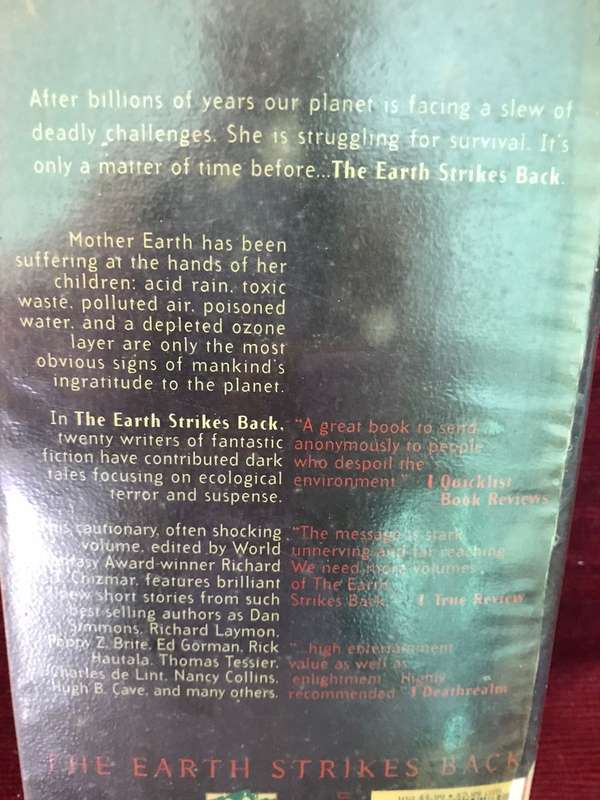 After billions of years our planet is facing a slew of
deadly challenges. She is struggling for survival. It's
only a matter of time before...The Earth Strikes Back.
Mother Earth has been
suffering at the hands of her
children: acid rain, toxic
waste, polluted air, poisoned
water, and a depleted ozone
layer are only the most
obvious signs of mankind's
ingratitude to the planet.
In The Earth Strikes Back,
twenty writers of fantastic
fiction have contributed dark
tales focusing on ecological
terror and suspense.
This cautionary, often shocking
volume, edited by World
Fantasy Award-winner Richard
Chizmar, features brilliant
new short stories from such
best selling authors as Dan
Simmons, Richard Laymon,
Poppy Z. Brite, Ed Gorman, Rick
Hautala, Thomas Tessier,
Charles de Lint, Nancy Collins,
Hugh B. Cave, and many others.
"A great book to send
anonymously to people
who despoil the
environment." Quicklist
Book Reviews
"The message is stark,
unnerving and far reaching.
We need more volumes
of The Earth
Strikes Back." True Review
"...high entertainment
value as well as
enlightment. Highly
recommended." Deathrealm
THE EARTH STRIKES BACK